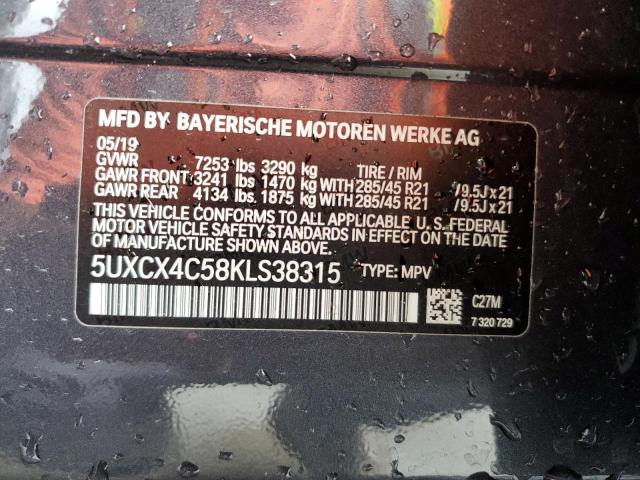 MFD BY BAYERISCHE MOTOREN WERKE AG
05/19
GVWR 7253 lbs 3290 kg TIRE / RIM
GAWR FRONT 3241 lbs 1470 kg WITH 285/45 R21 /9.5J x 21
GAWR REAR 4134 lbs 1875 kg WITH 285/45 R21 /9.5J x 21
THIS VEHICLE CONFORMS TO ALL APPLICABLE U.S. FEDERAL
MOTOR VEHICLE SAFETY STANDARDS IN EFFECT ON THE DATE
OF MANUFACTURE SHOWN ABOVE.
5UXCX4C58KLS38315 TYPE: MPV
C27M
7 320 729